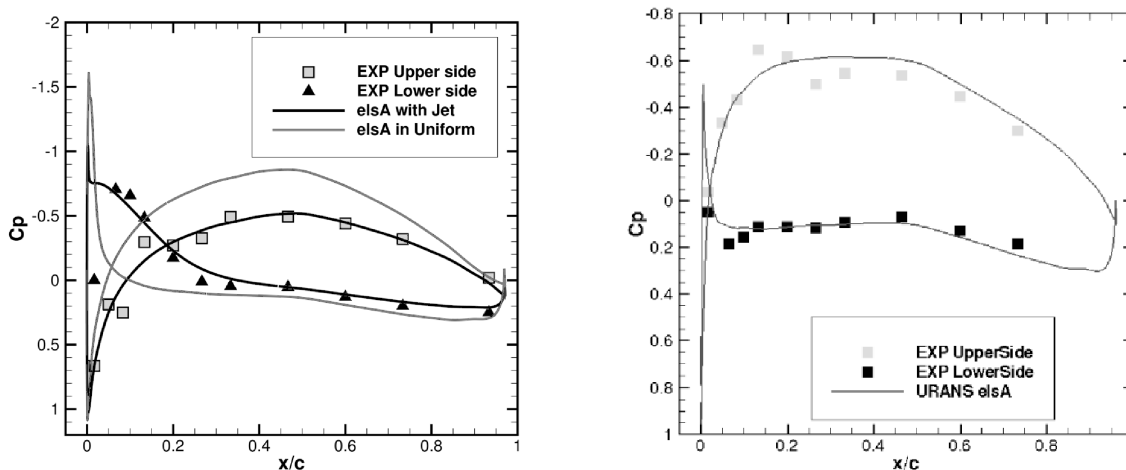 -2
-1.5
-1
-0.5
0
0.5
1
Cp
0 0.2 0.4 0.6 0.8 1
x/c
EXP Upper side
EXP Lower side
elsA with Jet
elsA in Uniform
-0.8
-0.6
-0.4
-0.2
0
0.2
0.4
0.6
0.8
1
Cp
0 0.2 0.4 0.6 0.8
x/c
EXP UpperSide
EXP LowerSide
URANS elsA